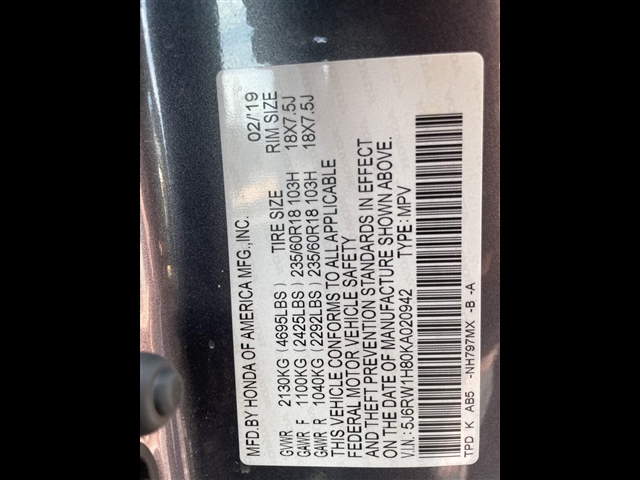 MFD.BY HONDA OF AMERICA MFG.,INC. 02/'19
GVWR 2130KG (4695LBS) TIRE SIZE RIM SIZE
GAWR F 1100KG (2425LBS) 235/60R18 103H 18X7.5J
GAWR R 1040KG (2292LBS) 235/60R18 103H 18X7.5J
THIS VEHICLE CONFORMS TO ALL APPLICABLE
FEDERAL MOTOR VEHICLE SAFETY
AND THEFT PREVENTION STANDARDS IN EFFECT
ON THE DATE OF MANUFACTURE SHOWN ABOVE.
V.I.N.:5J6RW1H80KA020942 TYPE:MPV
TPD K AB5 -NH797MX -B -A